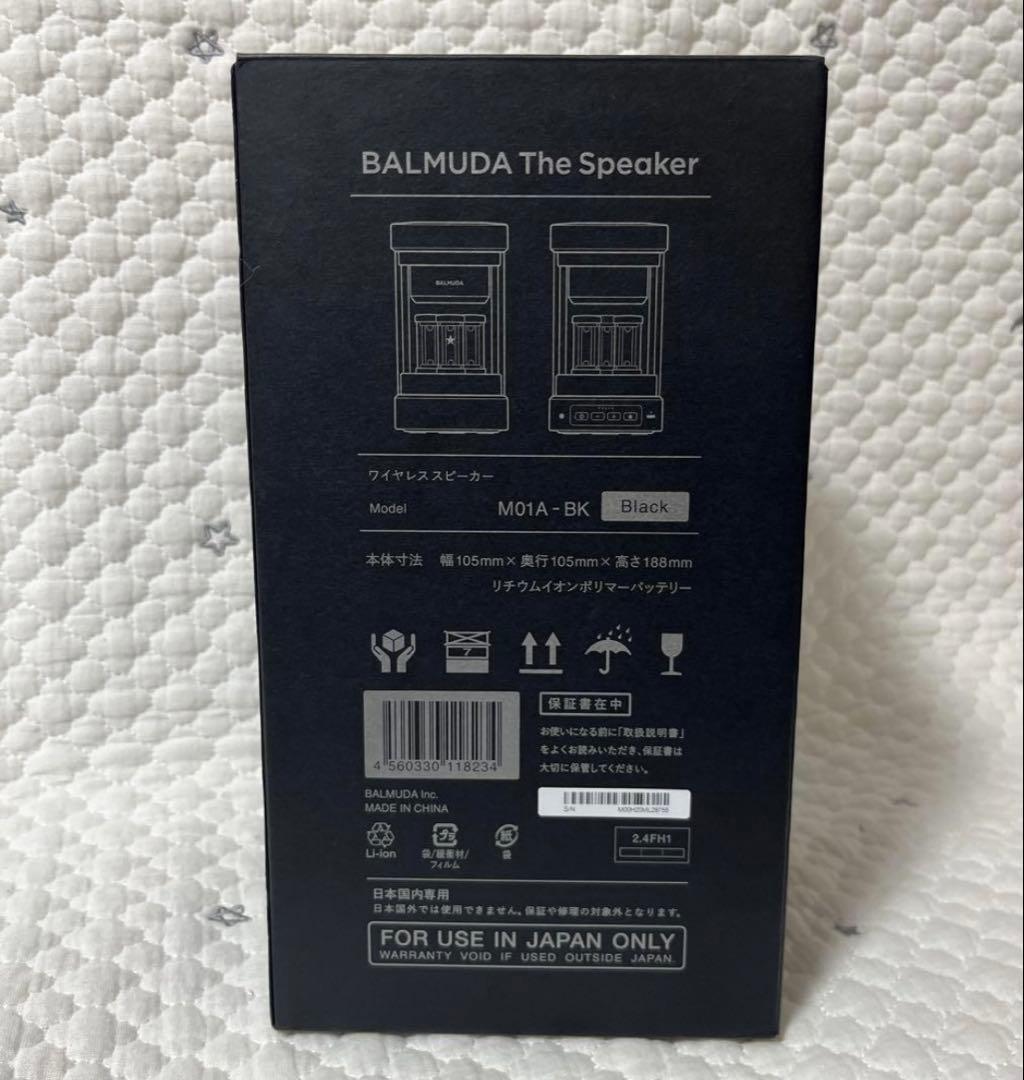 BALMUDA The Speaker
BALMUDA
ワイヤレススピーカー
Model M01A-BK Black
本体寸法 幅105mm×奥行105mm×高さ188mm
リチウムイオンポリマーバッテリー
7
保証書在中
お使いになる前に「取扱説明書」
をよくお読みいただき、保証書は
大切に保管してください。
4 560330 118234
BALMUDA Inc.
MADE IN CHINA
S/N
Li-ion
プラ
袋/緩衝材/
フィルム
紙
袋
2.4FH1
日本国内専用
日本国外では使用できません。保証や修理の対象外となります。
FOR USE IN JAPAN ONLY
WARRANTY VOID IF USED OUTSIDE JAPAN.